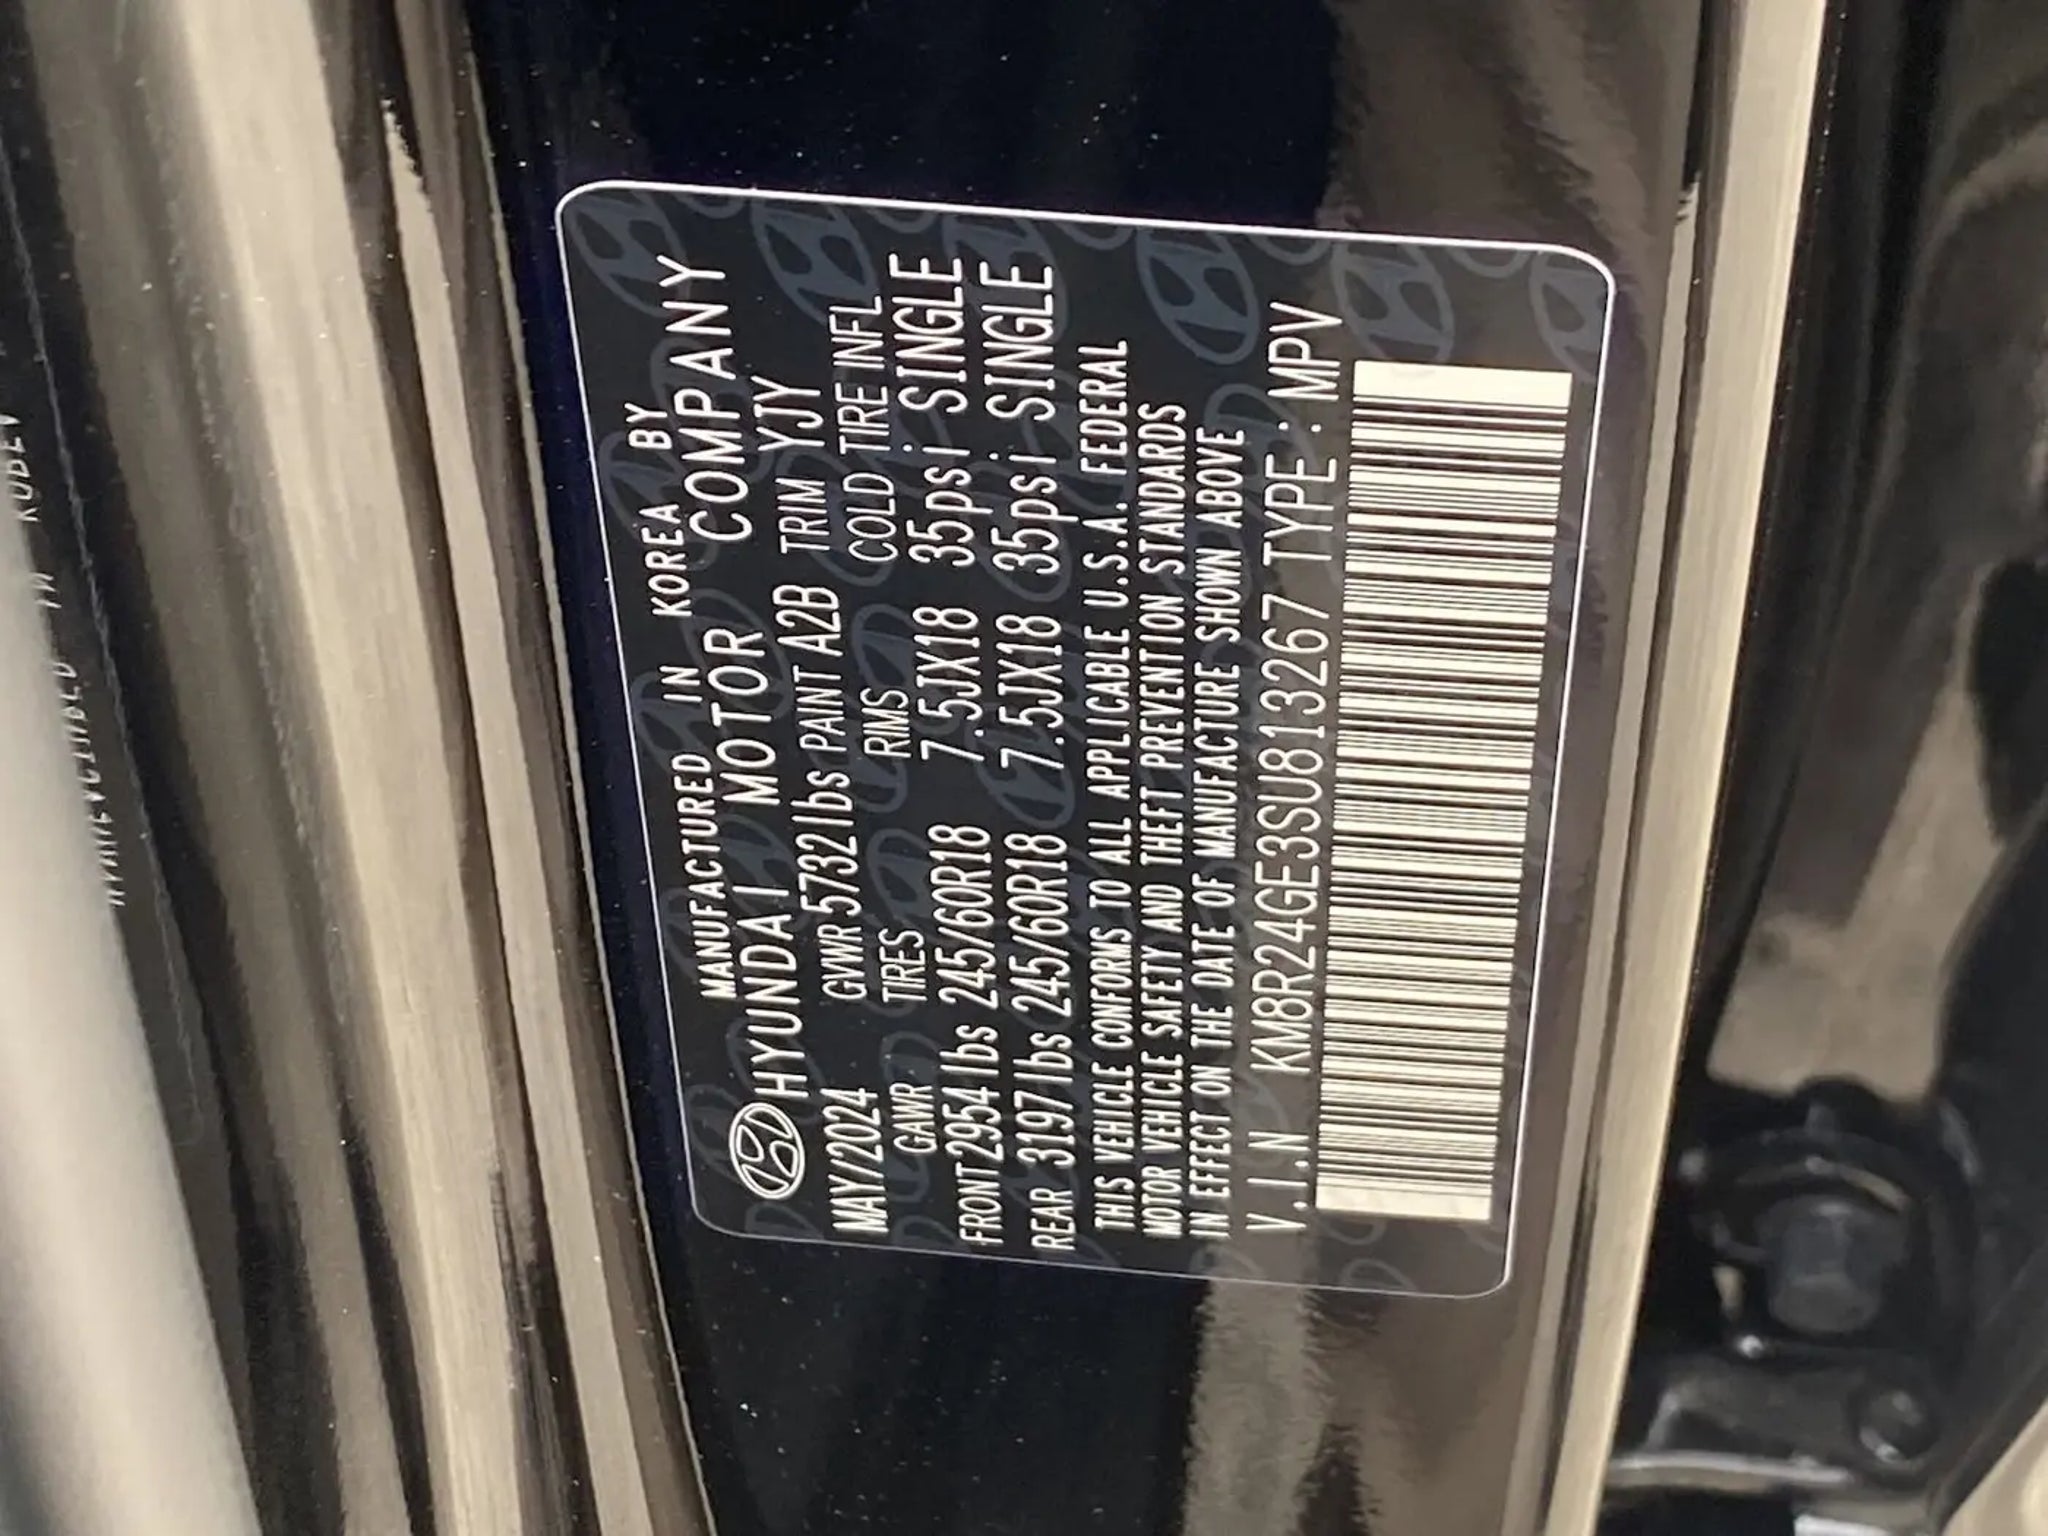 MANUFACTURED IN KOREA BY
HYUNDAI MOTOR COMPANY
MAY/2024 GVWR 5732lbs PAINT A2B TRIM YJY
GAWR TIRES RIMS COLD TIRE INFL
FRONT 2954lbs 245/60R18 7.5JX18 35psi SINGLE
REAR 3197lbs 245/60R18 7.5JX18 35psi SINGLE
THIS VEHICLE CONFORMS TO ALL APPLICABLE U.S.A. FEDERAL
MOTOR VEHICLE SAFETY AND THEFT PREVENTION STANDARDS
IN EFFECT ON THE DATE OF MANUFACTURE SHOWN ABOVE
V.I.N KM8R24GE3SU813267 TYPE : MPV